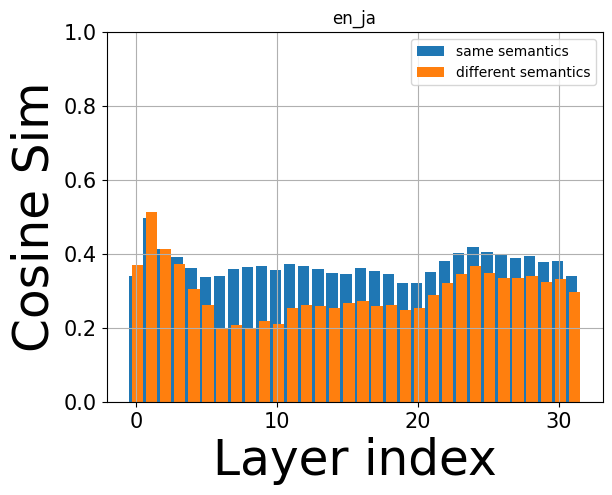 en_ja
same semantics
different semantics
Cosine Sim
1.0
0.8
0.6
0.4
0.2
0.0
0 10 20 30
Layer index